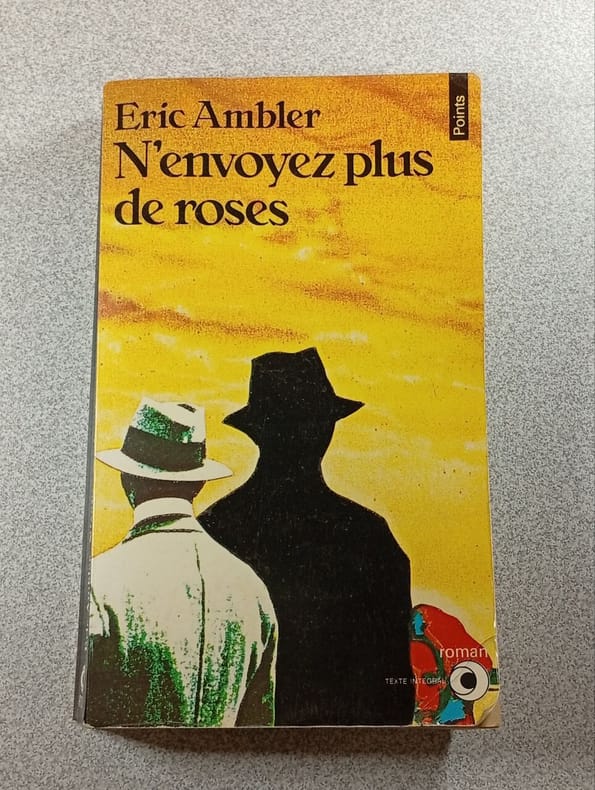 Eric Ambler
N'envoyez plus
de roses
Points
roman
TEXTE INTÉGRAL